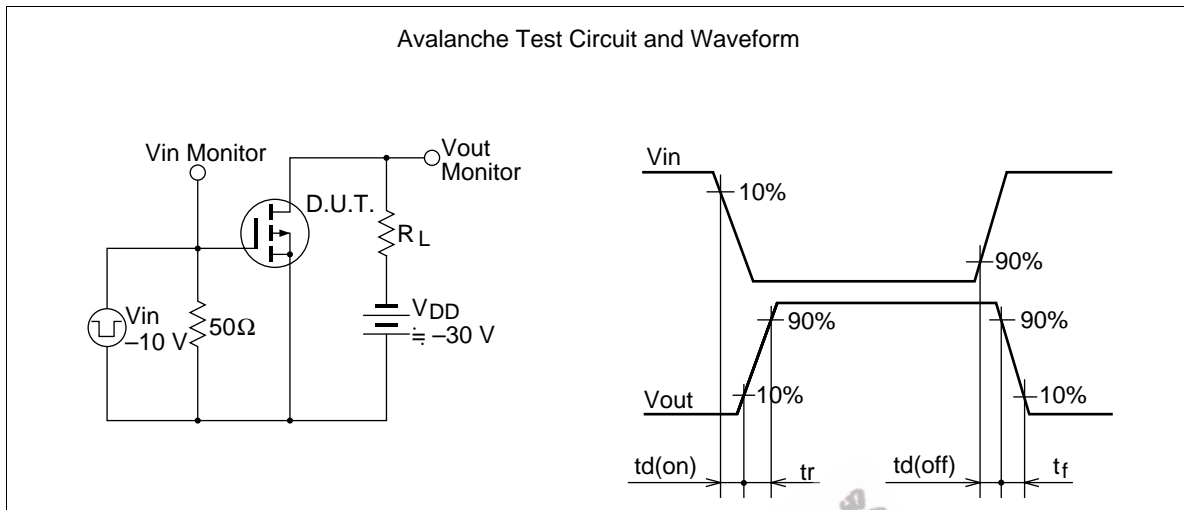 Avalanche Test Circuit and Waveform
Vin Monitor
Vout
Monitor
D.U.T.
RL
Vin
–10 V
50Ω
VDD
≒ –30 V
Vin
10%
90%
90%
90%
10%
10%
Vout
td(on)
tr
td(off)
tf